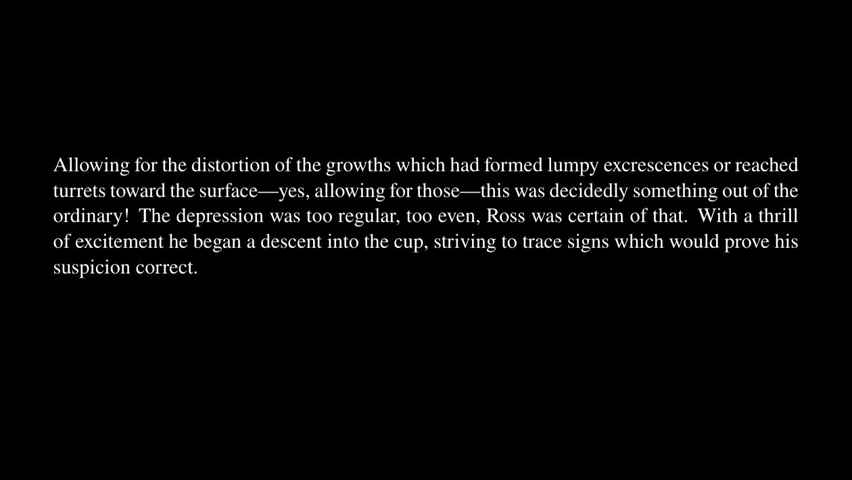 Allowing for the distortion of the growths which had formed lumpy excrescences or reached
turrets toward the surface—yes, allowing for those—this was decidedly something out of the
ordinary! The depression was too regular, too even, Ross was certain of that. With a thrill
of excitement he began a descent into the cup, striving to trace signs which would prove his
suspicion correct.